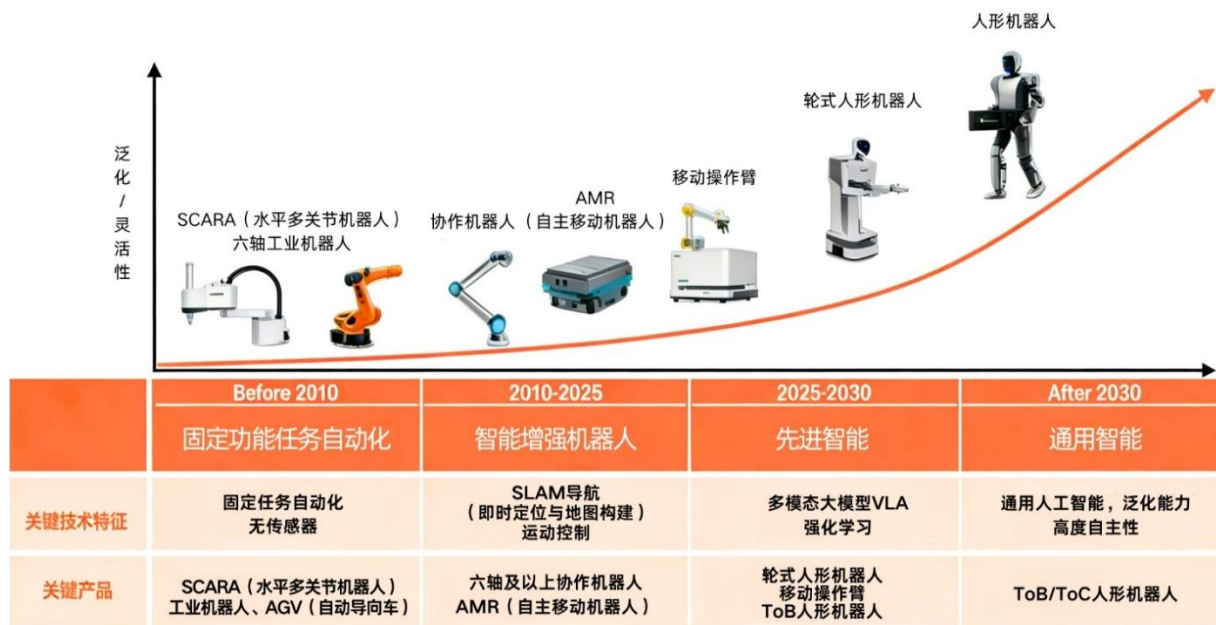 人形机器人
轮式人形机器人
泛化/灵活性
移动操作臂
AMR
协作机器人（自主移动机器人）
SCARA（水平多关节机器人）
六轴工业机器人
Before 2010
2010-2025
2025-2030
After 2030
固定功能任务自动化
智能增强机器人
先进智能
通用智能
关键技术特征
固定任务自动化
无传感器
SLAM导航
（即时定位与地图构建）
运动控制
多模态大模型VLA
强化学习
通用人工智能，泛化能力
高度自主性
关键产品
SCARA（水平多关节机器人）
工业机器人、AGV（自动导向车）
六轴及以上协作机器人
AMR（自主移动机器人）
轮式人形机器人
移动操作臂
ToB人形机器人
ToB/ToC人形机器人